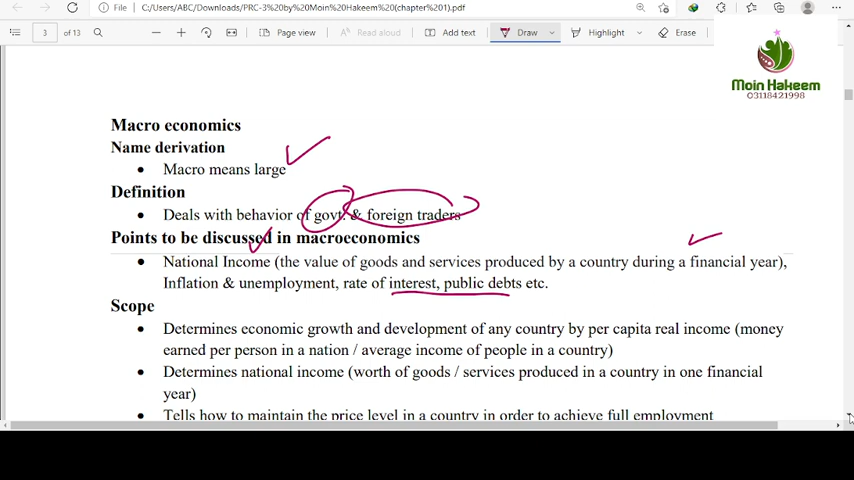 File
C:/Users/ABC/Downloads/PRC-3%20by%20Moin%20Hakeem%20(chapter%201).pdf
3 of 13
Page view
Read aloud
Add text
Draw
Highlight
Erase
Moin Hakeem
03118421998
Macro economics
Name derivation
• Macro means large
Definition
• Deals with behavior of govt. & foreign traders
Points to be discussed in macroeconomics
• National Income (the value of goods and services produced by a country during a financial year),
Inflation & unemployment, rate of interest, public debts etc.
Scope
• Determines economic growth and development of any country by per capita real income (money
earned per person in a nation / average income of people in a country)
• Determines national income (worth of goods / services produced in a country in one financial
year)
• Tells how to maintain the price level in a country in order to achieve full employment